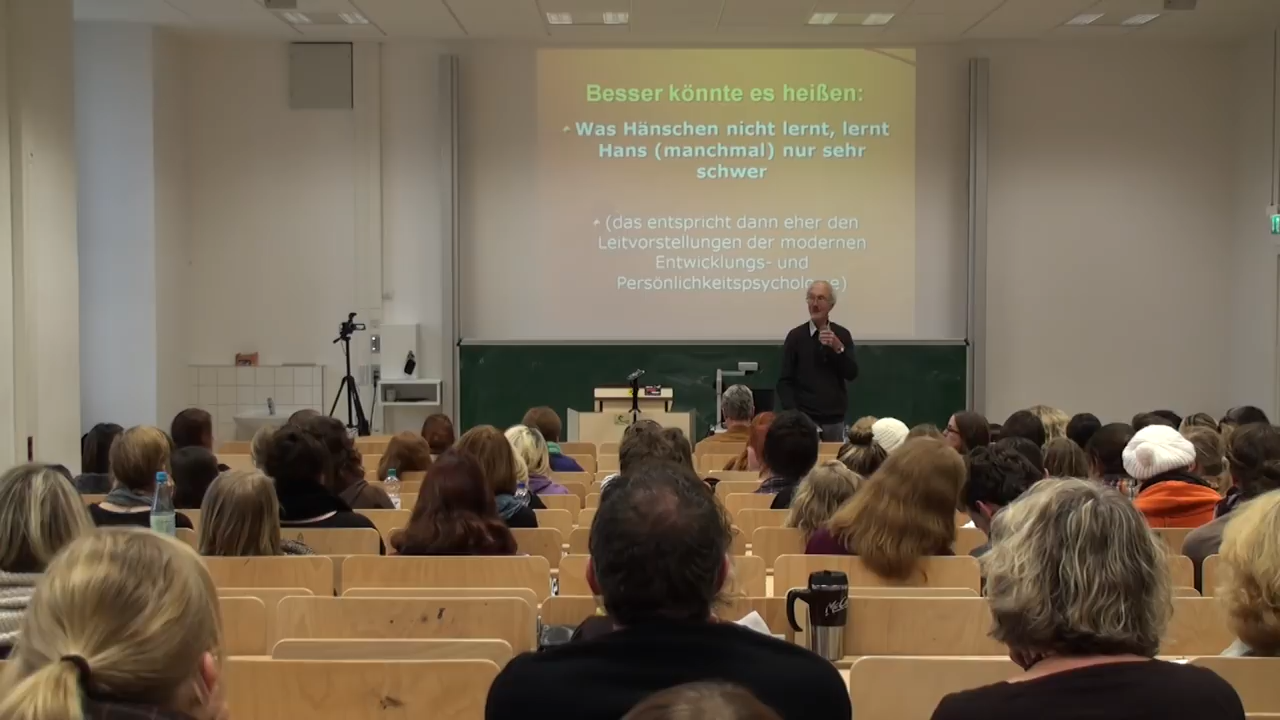 Besser könnte es heißen:
Was Hänschen nicht lernt, lernt
Hans (manchmal) nur sehr
schwer
(das entspricht dann eher den
Leitvorstellungen der modernen
Entwicklungs- und
Persönlichkeitspsychologie)